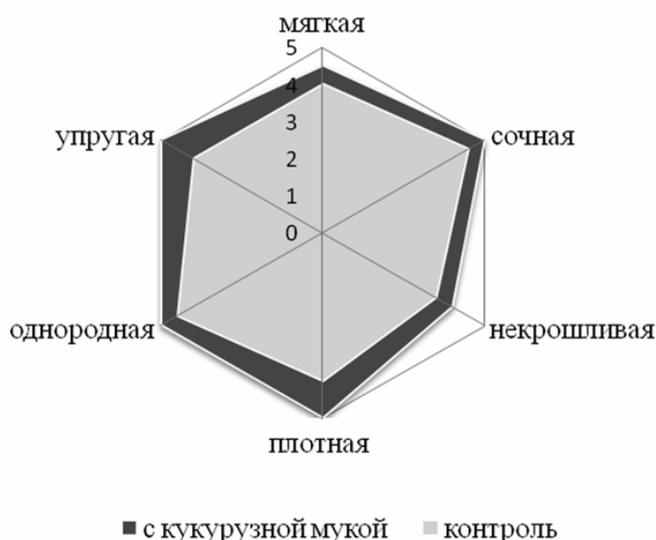 мягкая
5
4
3
2
1
0
упругая
сочная
однородная
некрошливая
плотная
с кукурузной мукой
контроль